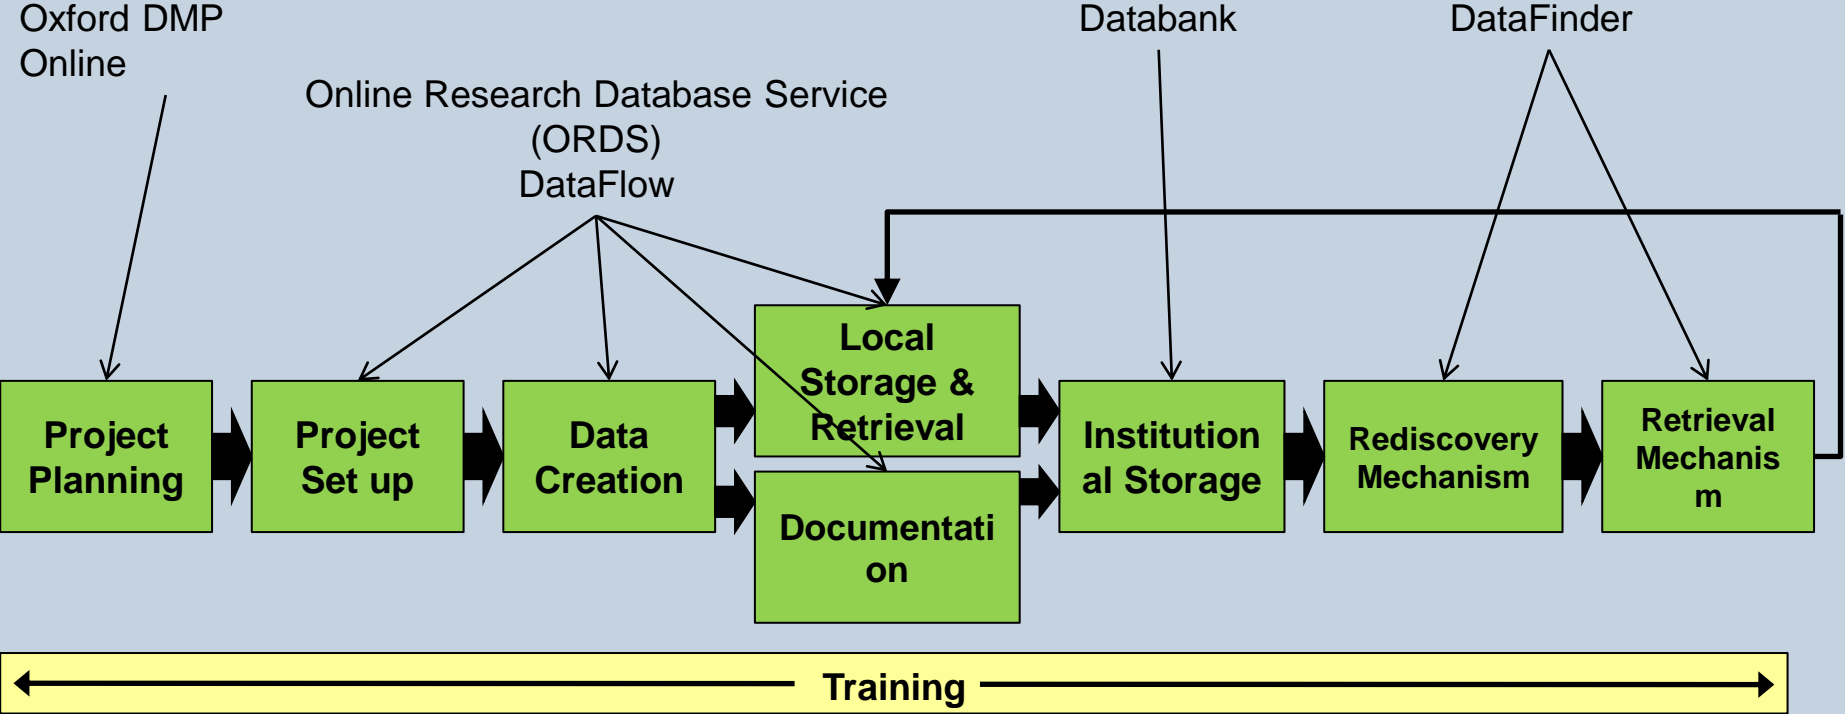 Oxford DMP
Online
Databank
DataFinder
Online Research Database Service
(ORDS)
DataFlow
Project
Planning
Project
Set up
Data
Creation
Local
Storage &
Retrieval
Documentati
on
Institution
al Storage
Rediscovery
Mechanism
Retrieval
Mechanis
m
Training